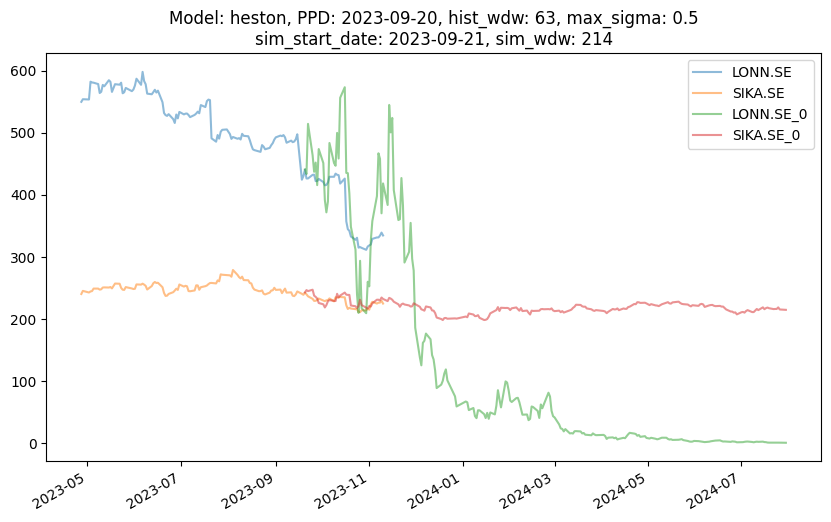 Model: heston, PPD: 2023-09-20, hist_wdw: 63, max_sigma: 0.5
sim_start_date: 2023-09-21, sim_wdw: 214
LONN.SE
SIKA.SE
LONN.SE_0
SIKA.SE_0
600
500
400
300
200
100
0
2023-05
2023-07
2023-09
2023-11
2024-01
2024-03
2024-05
2024-07